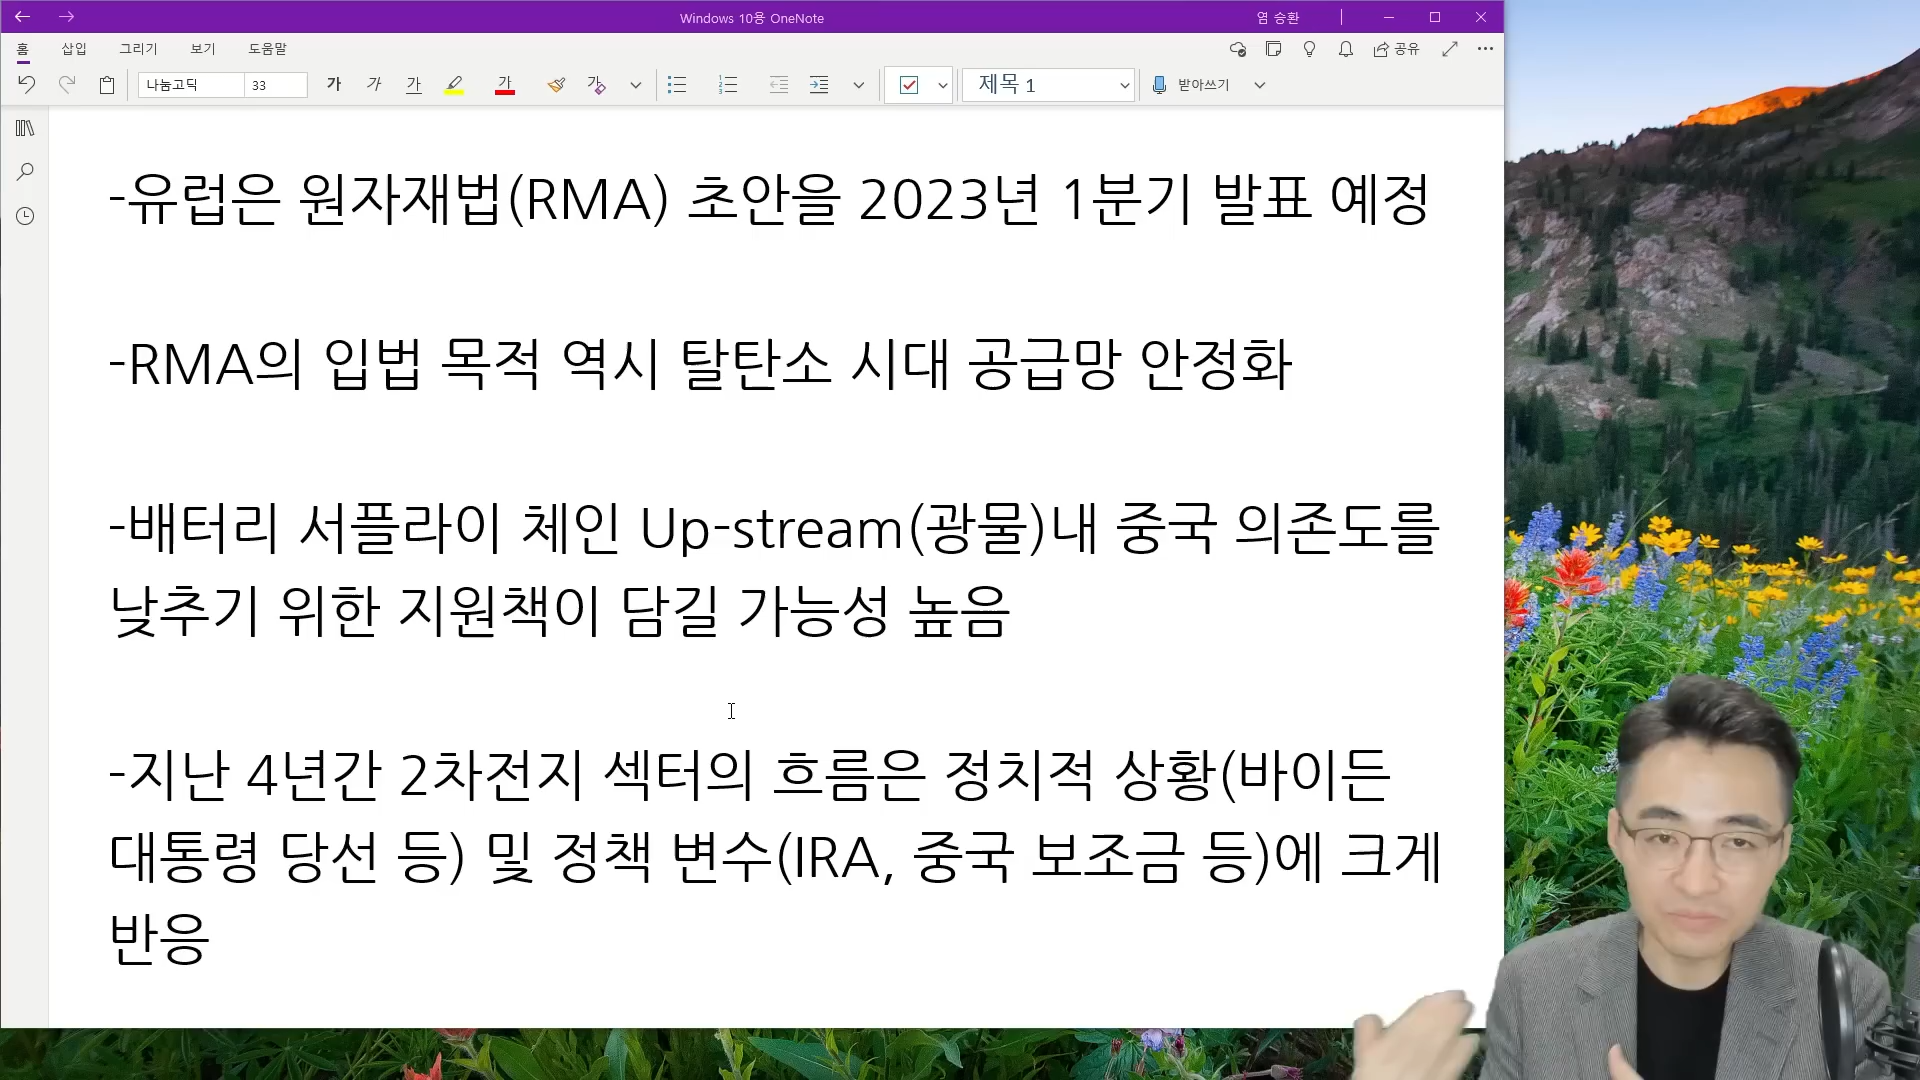 Windows 10용 OneNote
염 승환
홈 삽입 그리기 보기 도움말
공유
나눔고딕 33 가 가 가 가 제목 1 받아쓰기
-유럽은 원자재법(RMA) 초안을 2023년 1분기 발표 예정
-RMA의 입법 목적 역시 탈탄소 시대 공급망 안정화
-배터리 서플라이 체인 Up-stream(광물)내 중국 의존도를
낮추기 위한 지원책이 담길 가능성 높음
-지난 4년간 2차전지 섹터의 흐름은 정치적 상황(바이든
대통령 당선 등) 및 정책 변수(IRA, 중국 보조금 등)에 크게
반응